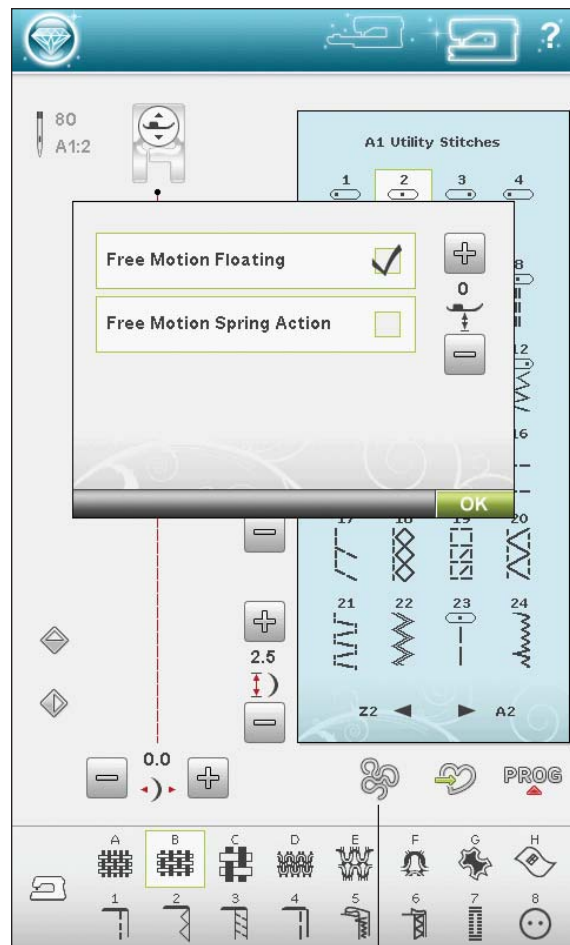 ?
80
A1:2
A1 Utility Stitches
1 2 3 4
Free Motion Floating
0
8
Free Motion Spring Action
12
16
OK
17 18 19 20
21 22 23 24
2.5
Z2 A2
0.0
PROG
A B C D E F G H
1 2 3 4 5 6 7 8